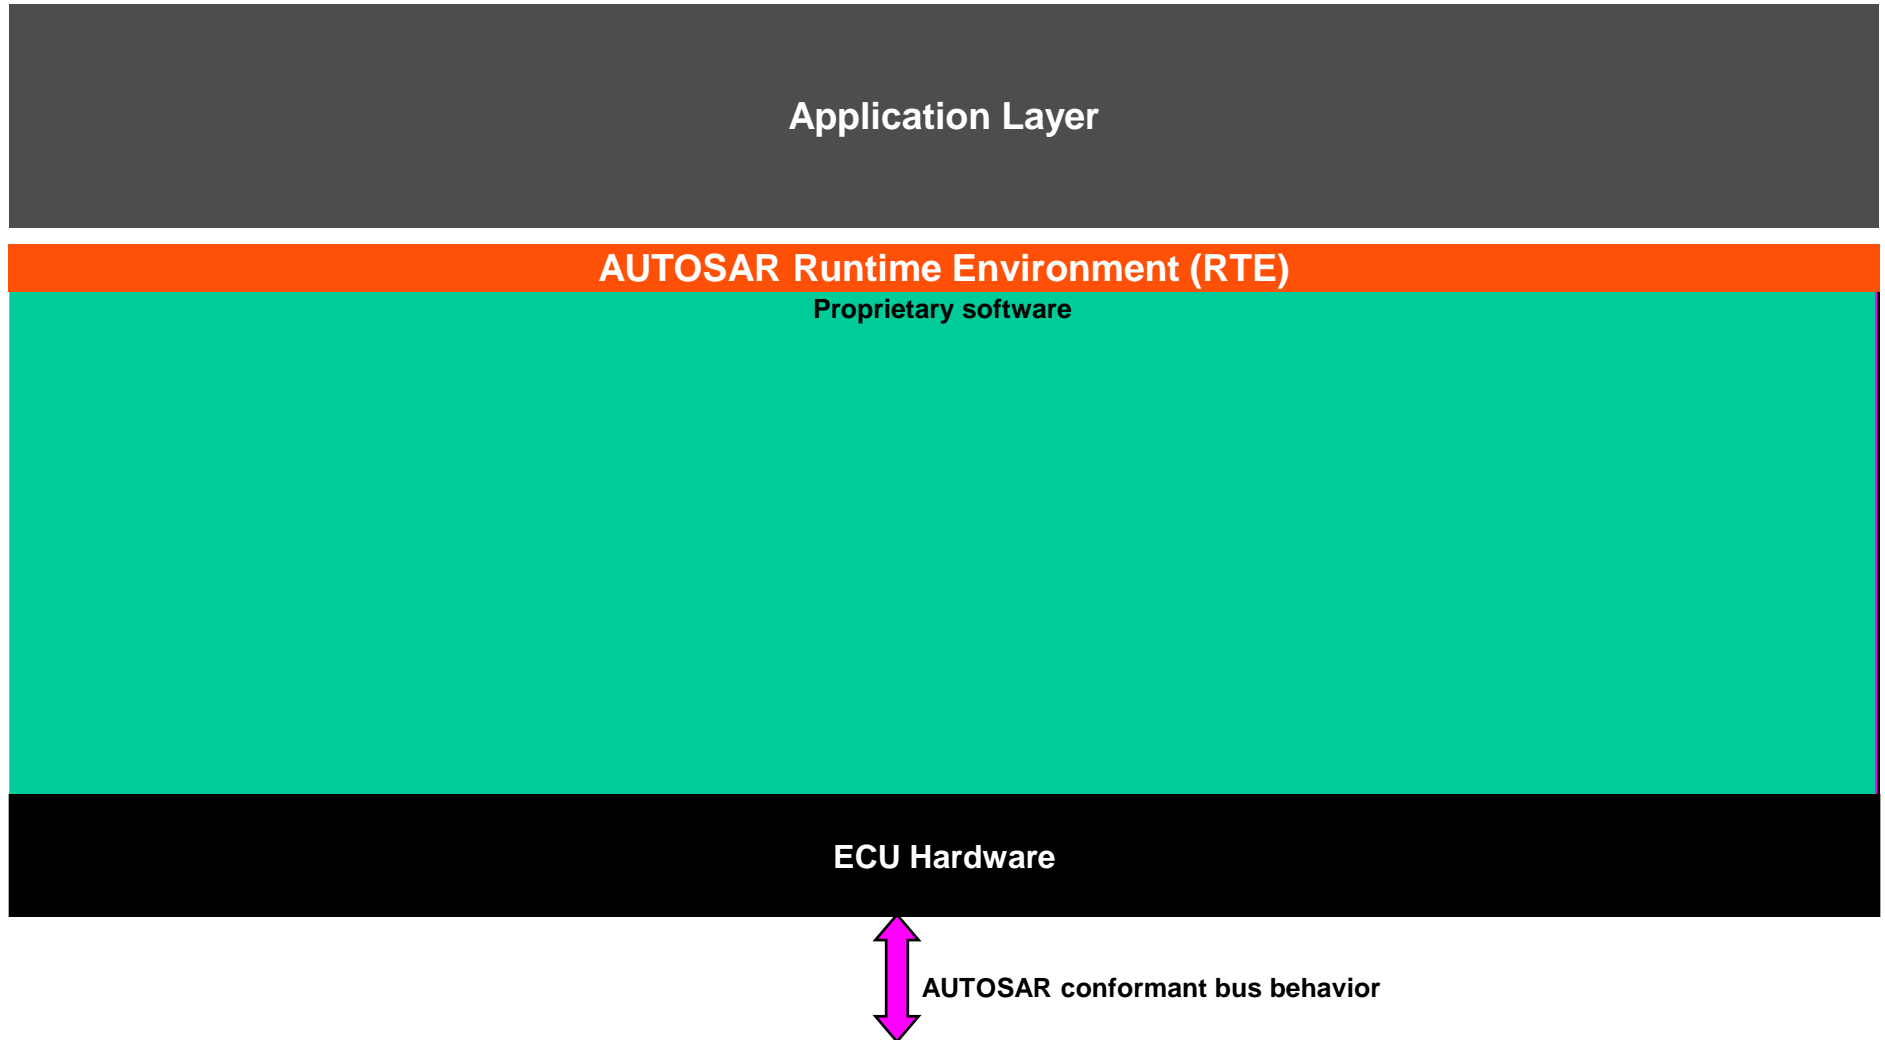 Application Layer
AUTOSAR Runtime Environment (RTE)
Proprietary software
ECU Hardware
AUTOSAR conformant bus behavior